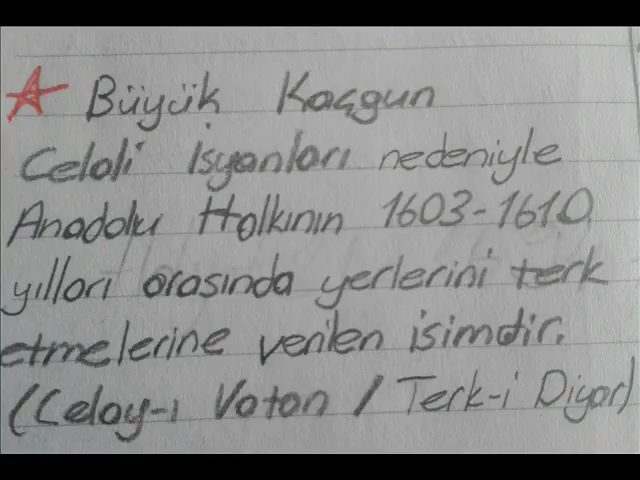 Büyük Kaçgun
Celali İsyanları nedeniyle
Anadolu Halkının 1603-1610
yılları arasında yerlerini terk
etmelerine verilen isimdir.
(Celay-ı Vatan / Terk-i Diyar)